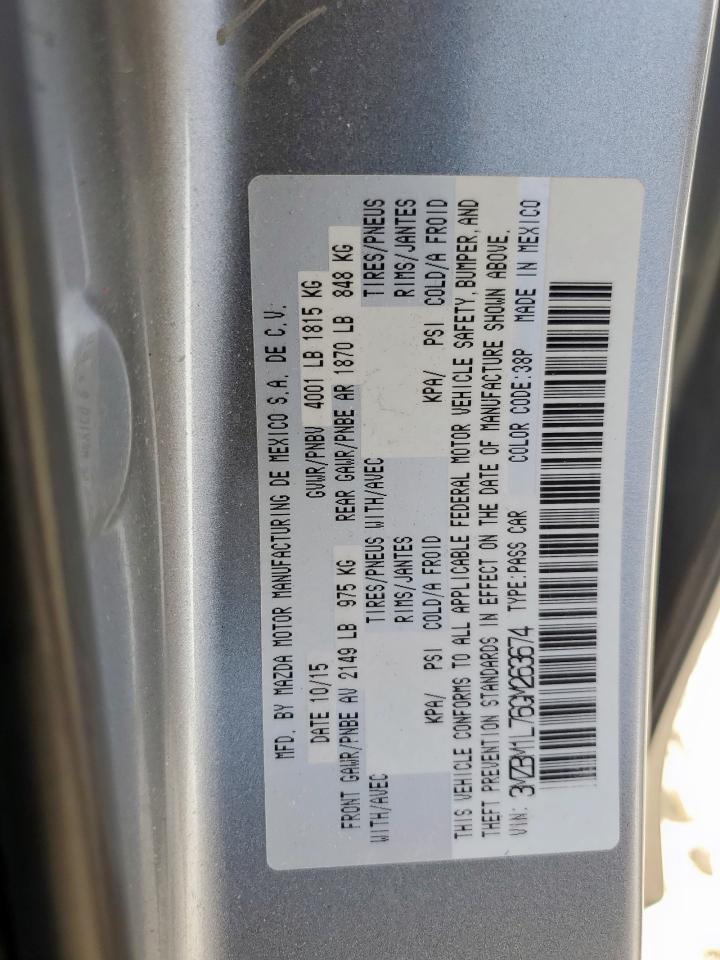 MFD. BY MAZDA MOTOR MANUFACTURING DE MEXICO S.A. DE C.V.
DATE 10/15 GVWR/PNBV 4001 LB 1815 KG
FRONT GAWR/PNBE AV 2149 LB 975 KG REAR GAWR/PNBE AR 1870 LB 848 KG
WITH/AVEC TIRES/PNEUS WITH/AVEC TIRES/PNEUS
RIMS/JANTES RIMS/JANTES
KPA/ PSI COLD/A FROID KPA/ PSI COLD/A FROID
THIS VEHICLE CONFORMS TO ALL APPLICABLE FEDERAL MOTOR VEHICLE SAFETY, BUMPER, AND
THEFT PREVENTION STANDARDS IN EFFECT ON THE DATE OF MANUFACTURE SHOWN ABOVE.
VIN: 3MZBM1L76GM263674 TYPE:PASS CAR COLOR CODE:38P MADE IN MEXICO
MEXICO